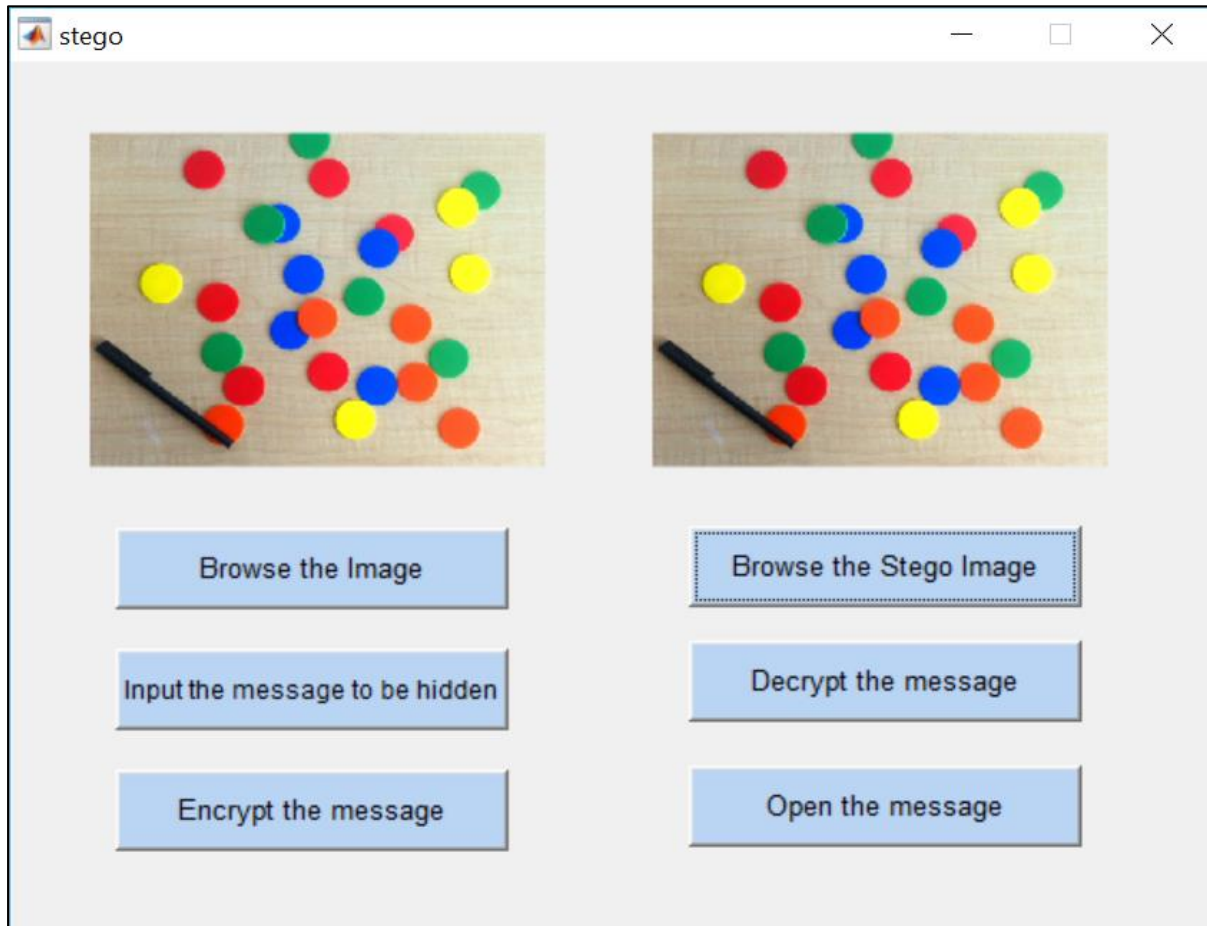 stego
Browse the Image
Input the message to be hidden
Encrypt the message
Browse the Stego Image
Decrypt the message
Open the message